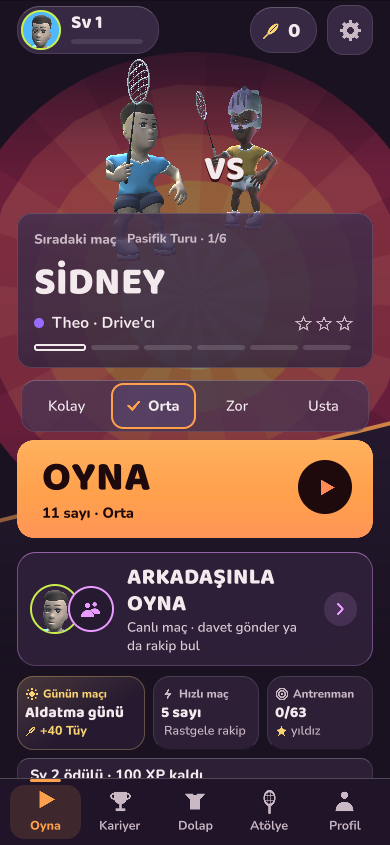 Sv 1
0
VS
Sıradaki maç Pasifik Turu · 1/6
SİDNEY
Theo · Drive'cı
Kolay Orta Zor Usta
OYNA
11 sayı · Orta
ARKADAŞINLA
OYNA
Canlı maç · davet gönder ya
da rakip bul
Günün maçı
Aldatma günü
+40 Tüy
Hızlı maç
5 sayı
Rastgele rakip
Antrenman
0/63
yıldız
Sv 2 ödülü · 100 XP kaldı
Oyna Kariyer Dolap Atölye Profil